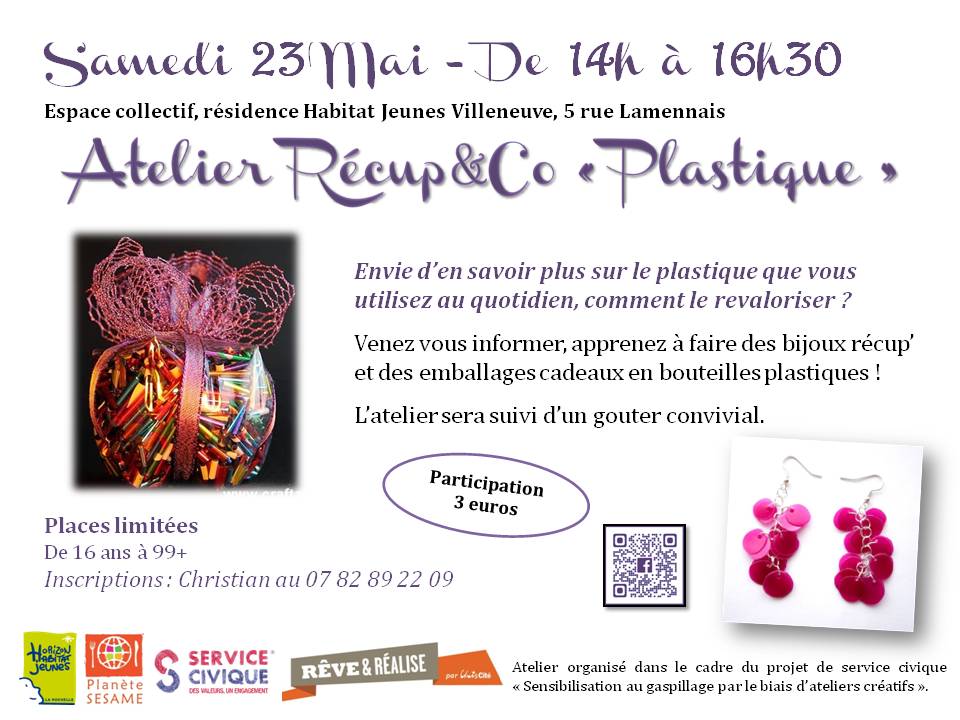 Samedi 23 Mai - De 14h à 16h30
Espace collectif, résidence Habitat Jeunes Villeneuve, 5 rue Lamennais
Atelier Récup&Co « Plastique »
Envie d’en savoir plus sur le plastique que vous
utilisez au quotidien, comment le revaloriser ?
Venez vous informer, apprenez à faire des bijoux récup’
et des emballages cadeaux en bouteilles plastiques !
L’atelier sera suivi d’un gouter convivial.
Participation
3 euros
Places limitées
De 16 ans à 99+
Inscriptions : Christian au 07 82 89 22 09
Horizon
Habitat
Jeunes
LA ROCHELLE
Planète
SESAME
SERVICE
CIVIQUE
DES VALEURS, UN ENGAGEMENT
RÊVE & RÉALISE
par Unis Cité
Atelier organisé dans le cadre du projet de service civique
« Sensibilisation au gaspillage par le biais d’ateliers créatifs ».